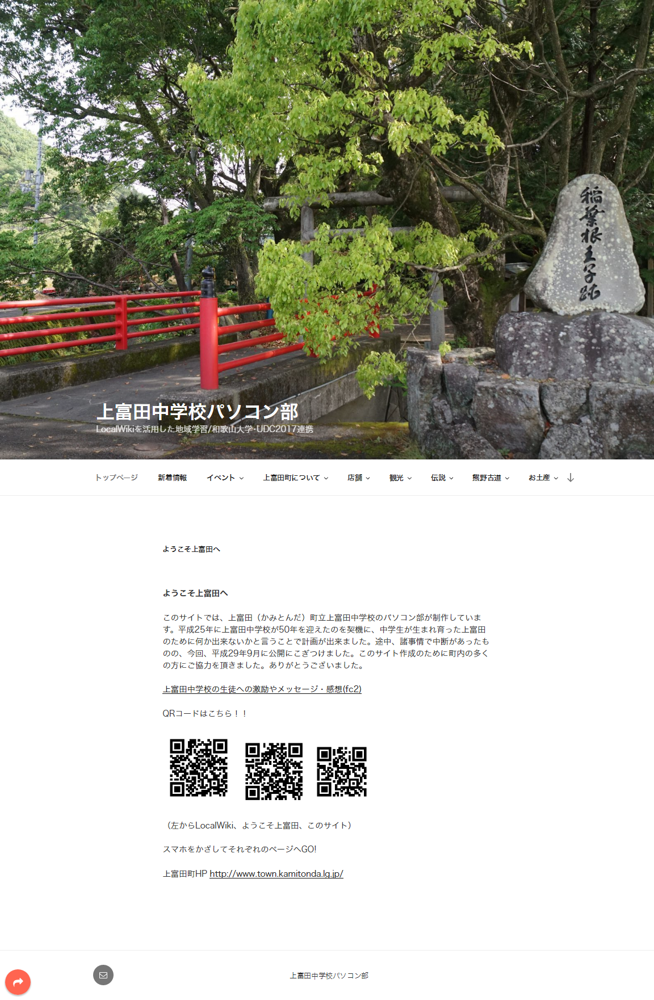 稲葉根王子跡
上富田中学校パソコン部
LocalWikiを活用した地域学習/和歌山大学･UDC2017連携
トップページ 新着情報 イベント 上富田町について 店舗 観光 伝説 熊野古道 お土産
ようこそ上富田へ
ようこそ上富田へ
このサイトでは、上富田（かみとんだ）町立上富田中学校のパソコン部が制作していま
す。平成25年に上富田中学校が50年を迎えたのを契機に、中学生が生まれ育った上富田
のために何か出来ないかと言うことで計画が出来ました。途中、諸事情で中断があったも
のの、今回、平成29年9月に公開にこぎつけました。このサイト作成のために町内の多く
の方にご協力を頂きました。ありがとうございました。
上富田中学校の生徒への激励やメッセージ・感想(fc2)
QRコードはこちら！！
（左からLocalWiki、ようこそ上富田、このサイト）
スマホをかざしてそれぞれのページへGO!
上富田町HP http://www.town.kamitonda.lg.jp/
上富田中学校パソコン部